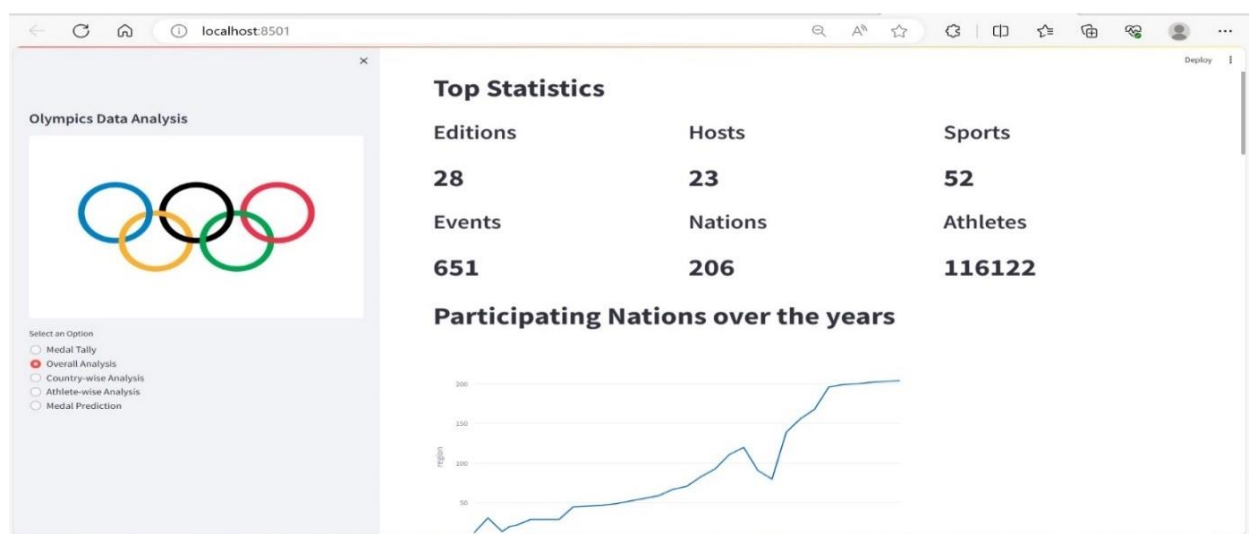 localhost:8501
Deploy
Olympics Data Analysis
Select an Option
Medal Tally
Overall Analysis
Country-wise Analysis
Athlete-wise Analysis
Medal Prediction
Top Statistics
Editions Hosts Sports
28 23 52
Events Nations Athletes
651 206 116122
Participating Nations over the years
200
150
100
50
region